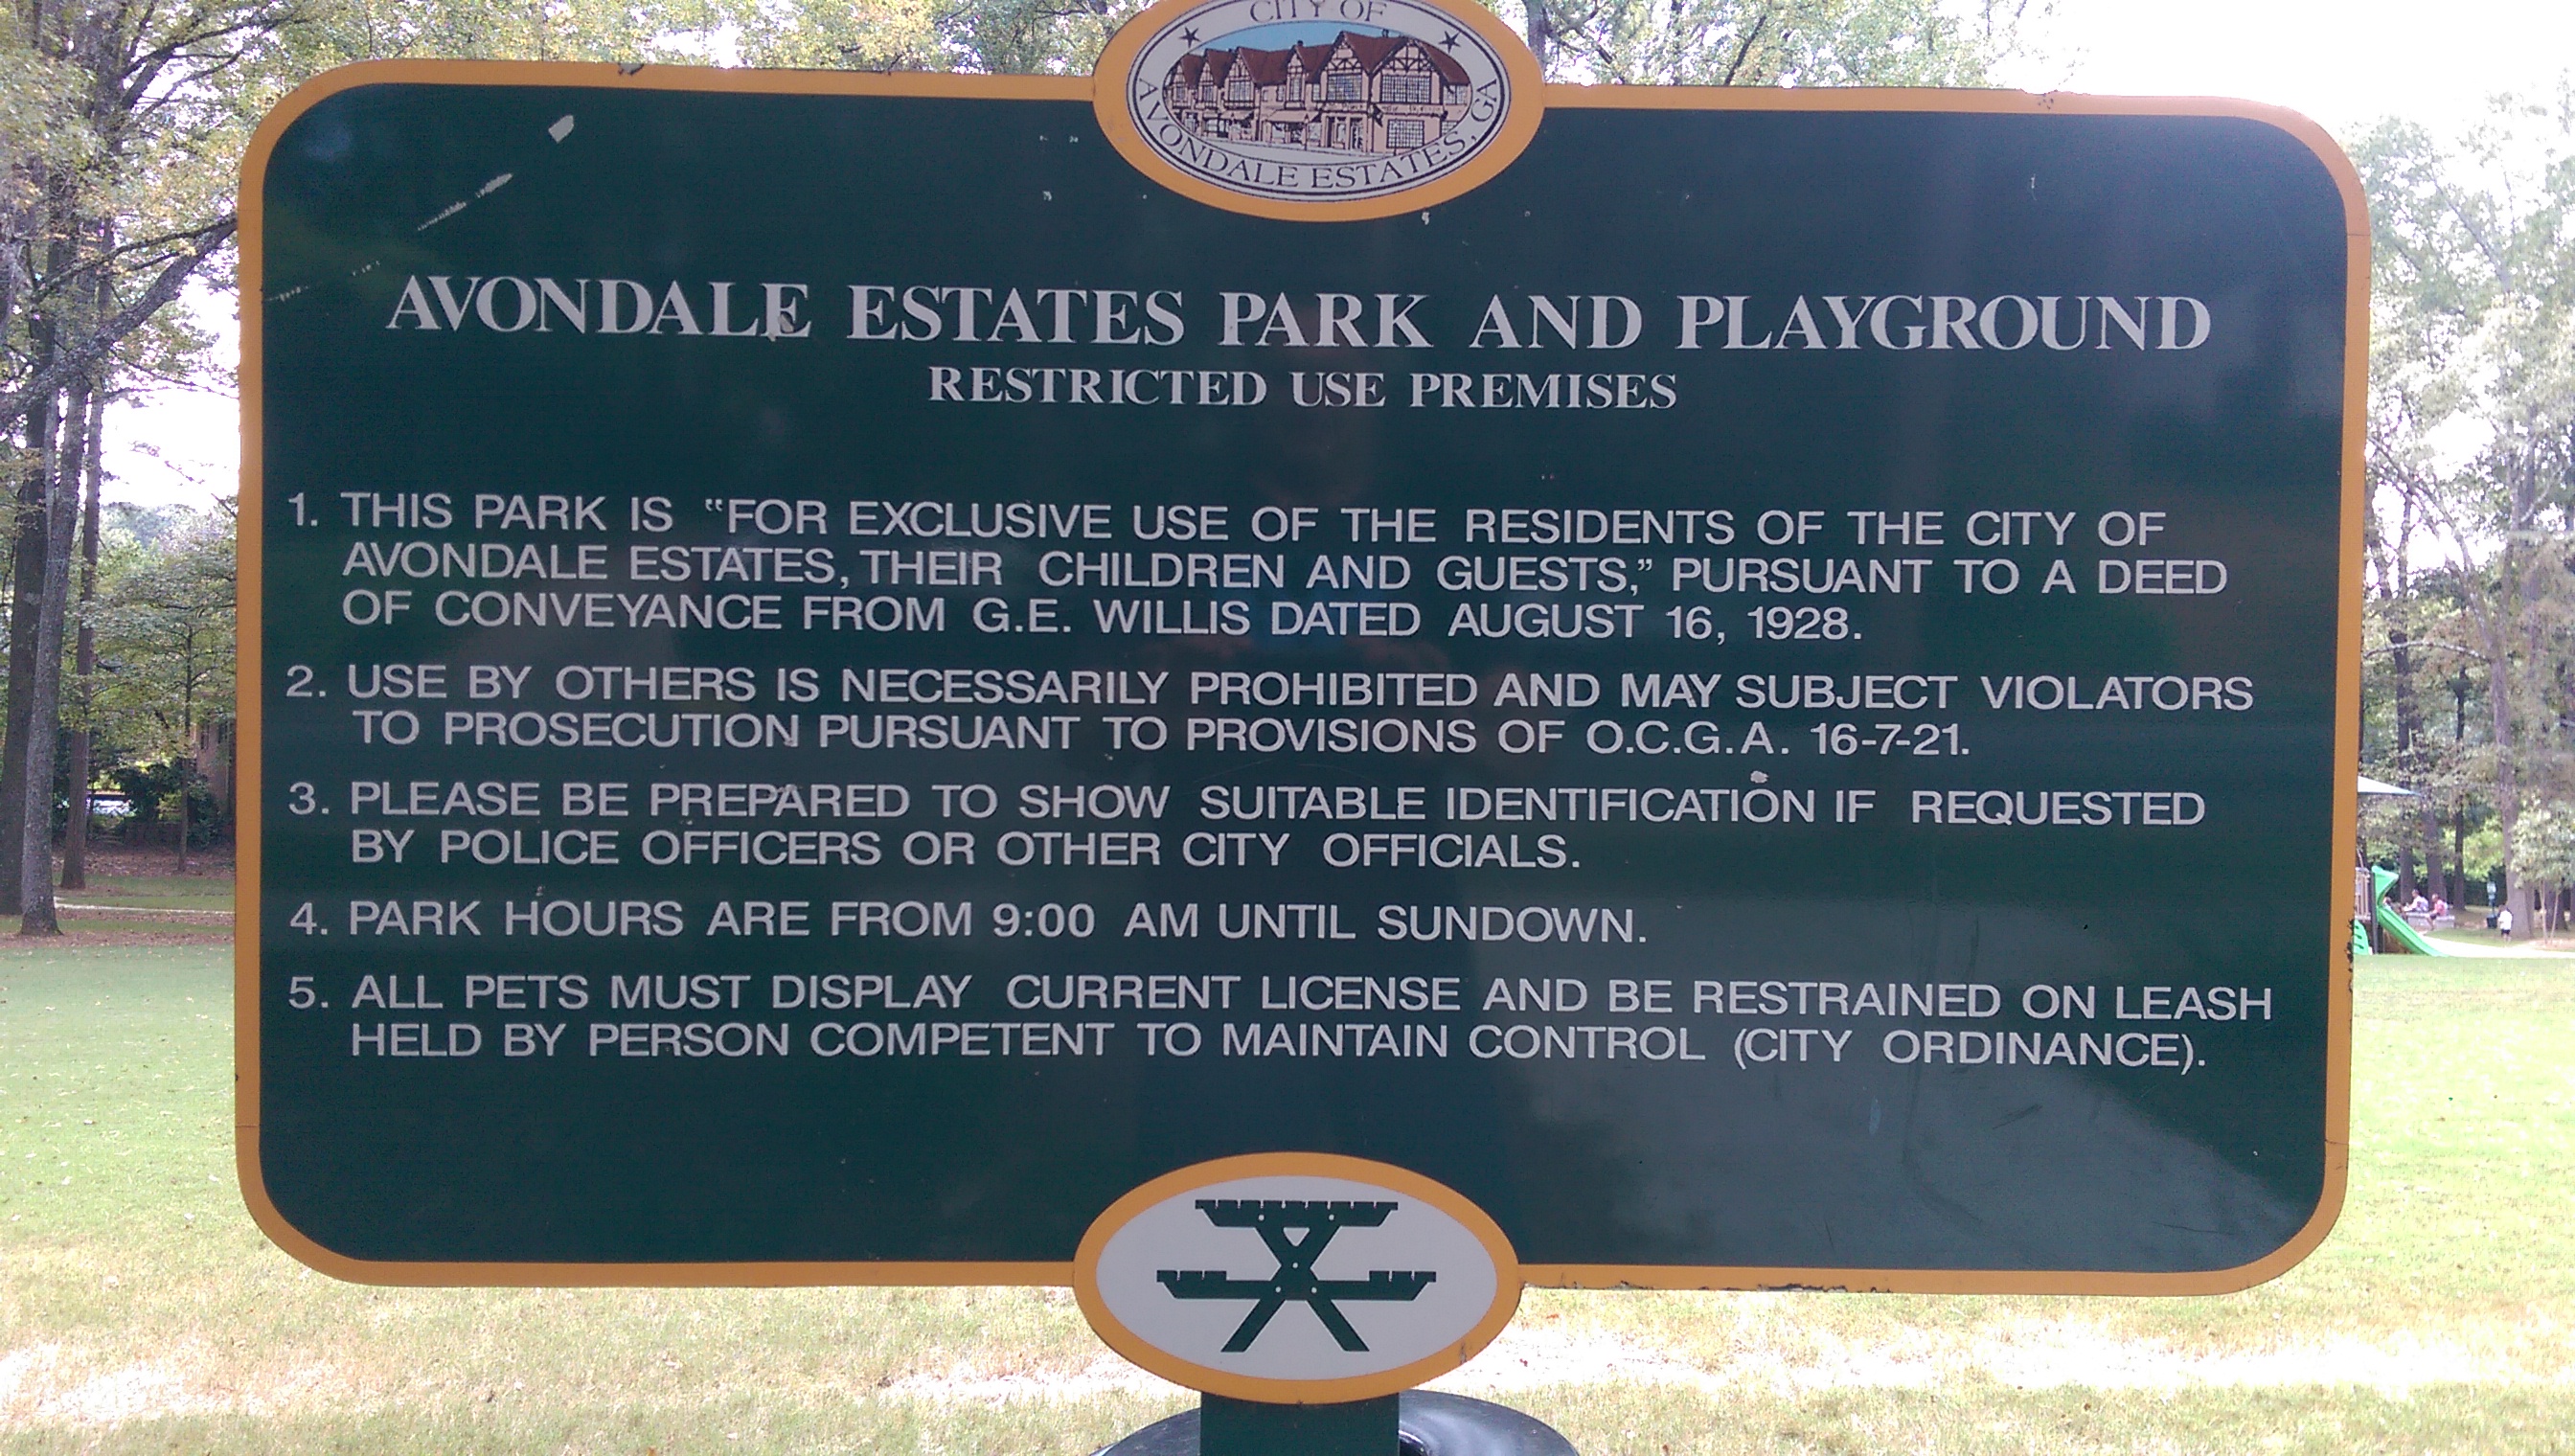 CITY OF
AVONDALE ESTATES, GA
AVONDALE ESTATES PARK AND PLAYGROUND
RESTRICTED USE PREMISES
1. THIS PARK IS "FOR EXCLUSIVE USE OF THE RESIDENTS OF THE CITY OF
AVONDALE ESTATES, THEIR CHILDREN AND GUESTS," PURSUANT TO A DEED
OF CONVEYANCE FROM G.E. WILLIS DATED AUGUST 16, 1928.
2. USE BY OTHERS IS NECESSARILY PROHIBITED AND MAY SUBJECT VIOLATORS
TO PROSECUTION PURSUANT TO PROVISIONS OF O.C.G.A. 16-7-21.
3. PLEASE BE PREPARED TO SHOW SUITABLE IDENTIFICATION IF REQUESTED
BY POLICE OFFICERS OR OTHER CITY OFFICIALS.
4. PARK HOURS ARE FROM 9:00 AM UNTIL SUNDOWN.
5. ALL PETS MUST DISPLAY CURRENT LICENSE AND BE RESTRAINED ON LEASH
HELD BY PERSON COMPETENT TO MAINTAIN CONTROL (CITY ORDINANCE).